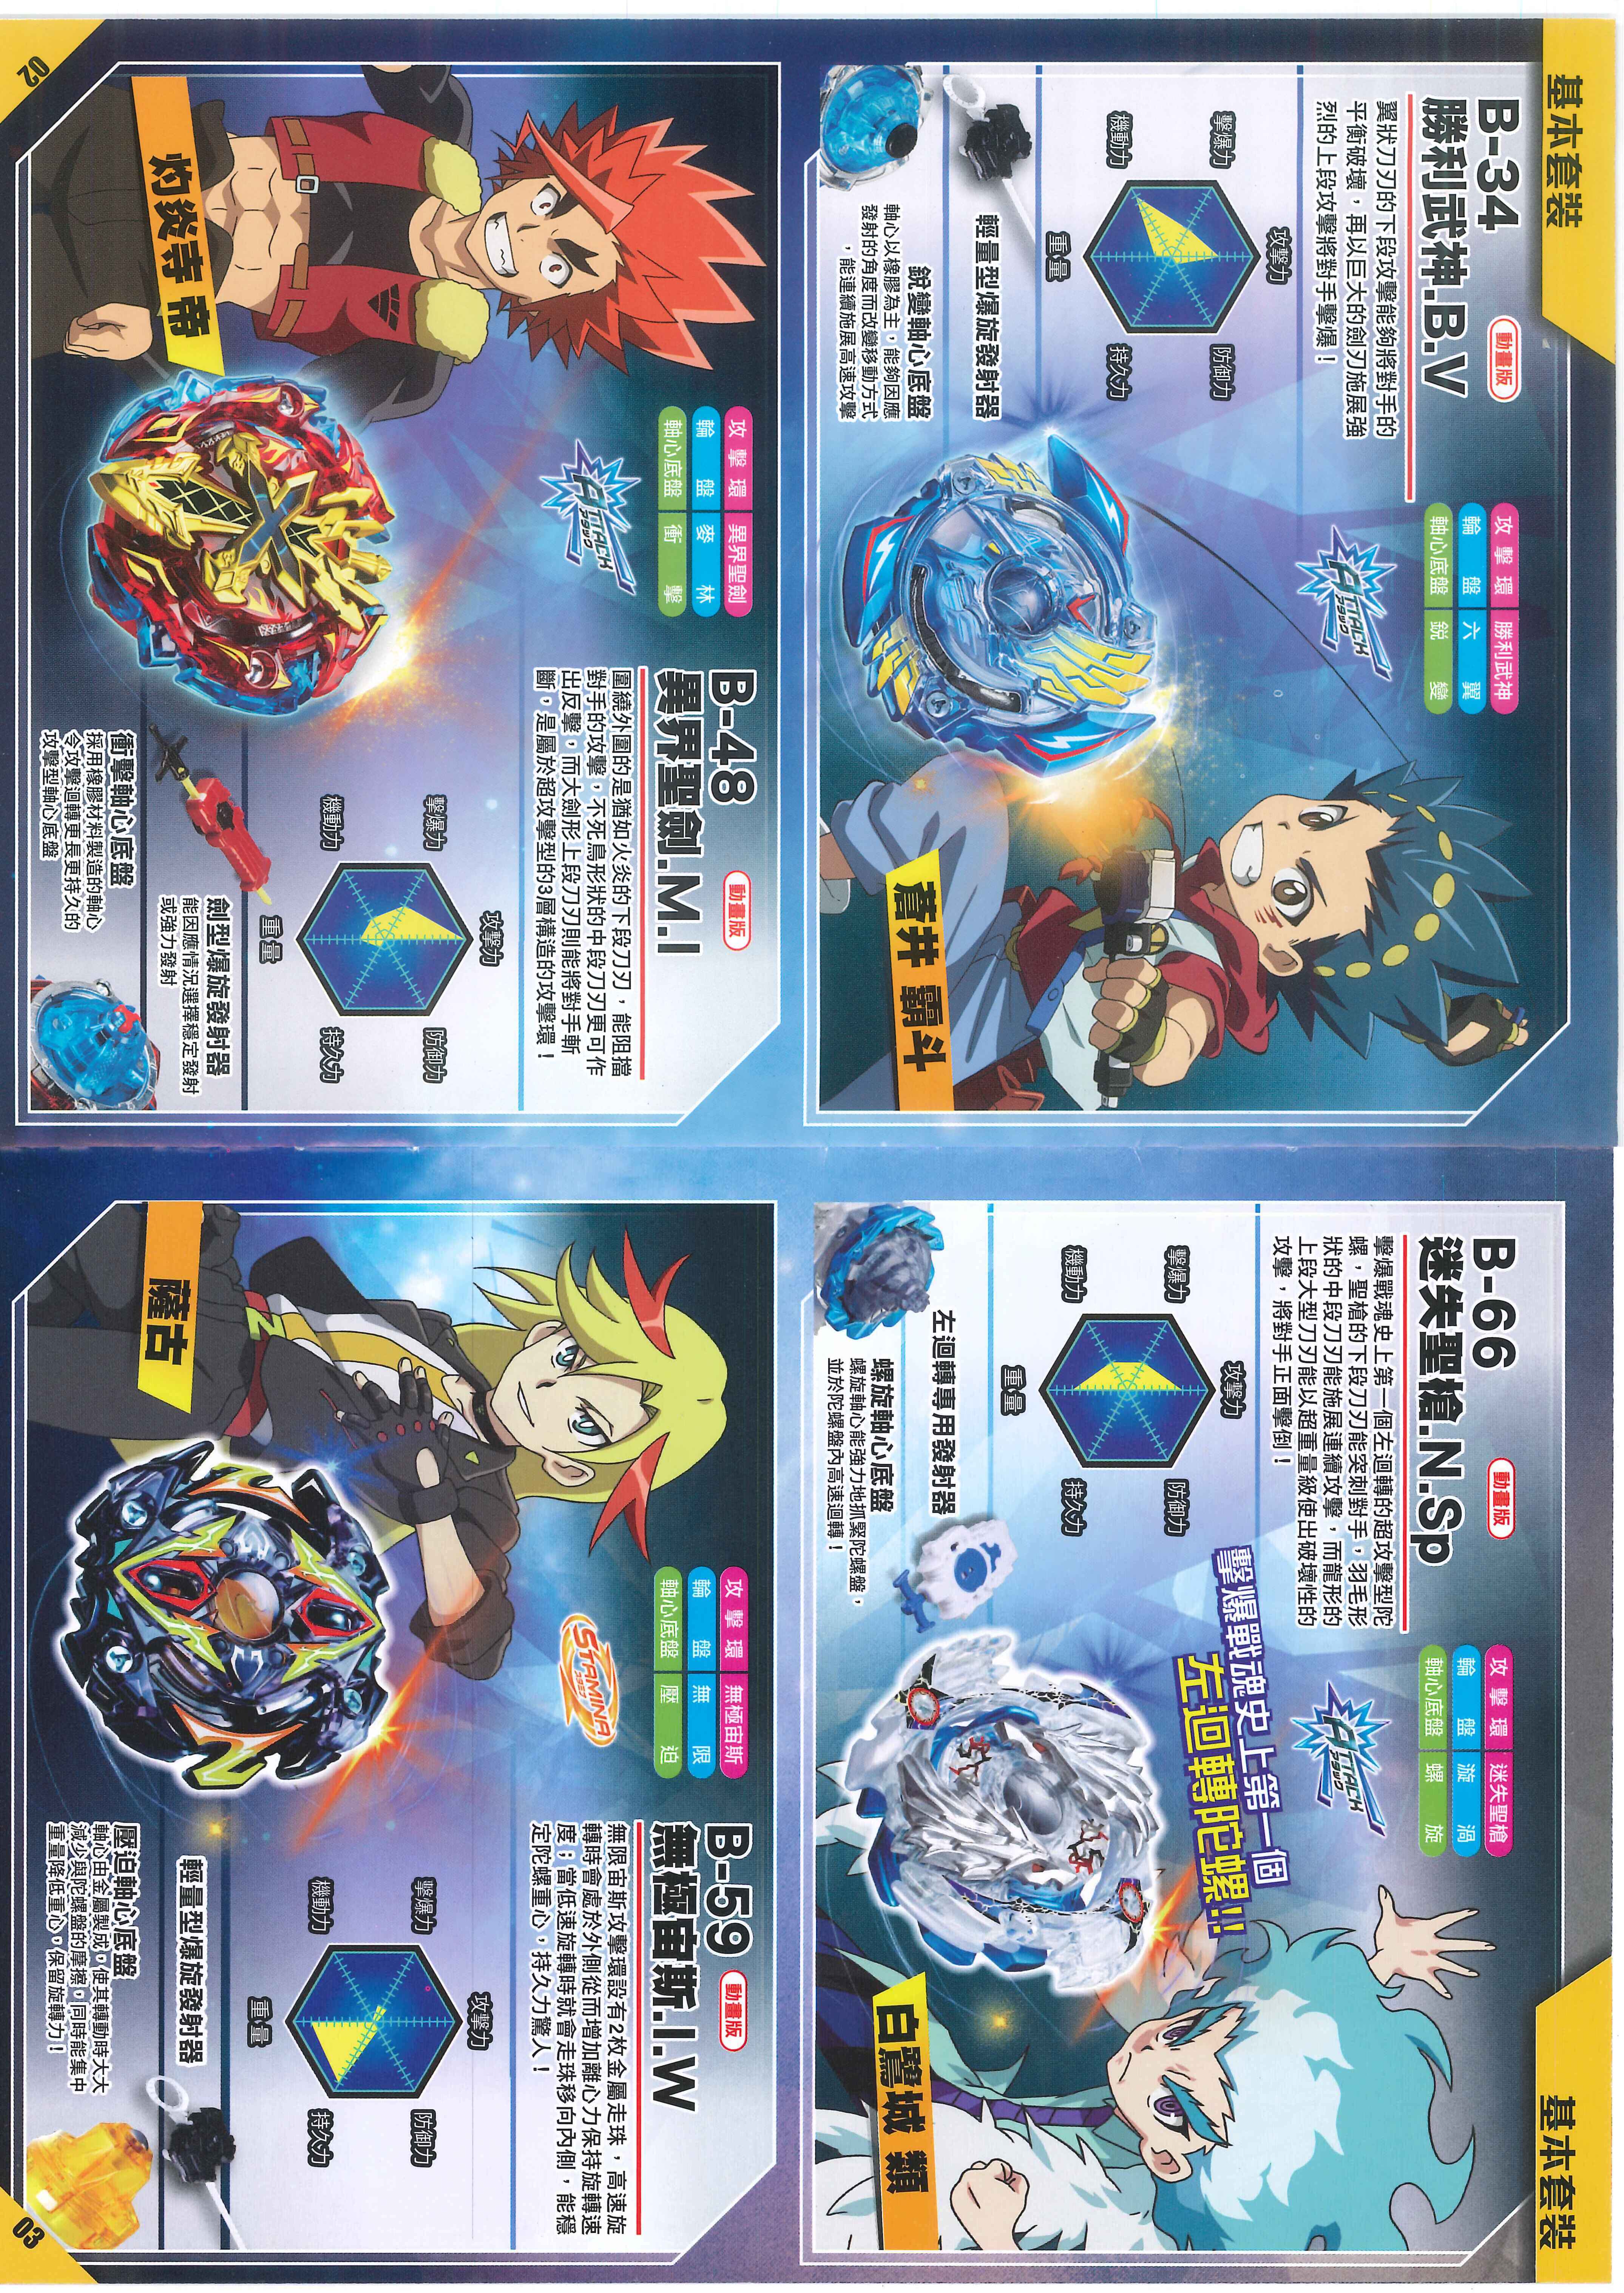 基本套裝
B-34
動畫版
勝利武神.B.V
攻擊環 勝利武神
輪盤 六翼
軸心底盤 銳變
ATTACK
アタック
翼狀刀刃的下段攻擊能夠將對手的
平衡破壞，再以巨大的劍刃施展強
烈的上段攻擊將對手擊爆！
攻擊力
擊爆力
防御力
機動力
持久力
重量
輕量型爆旋發射器
銳變軸心底盤
軸心以橡膠為主，能夠因應
發射的角度而改變移動方式
，能連續施展高速攻擊
蒼井 霸斗
攻擊環 異界聖劍
輪盤 麥林
軸心底盤 衝擊
ATTACK
アタック
B-48
動畫版
異界聖劍.M.I
圍繞外圍的是猶如火炎的下段刀刃，能阻擋
對手的攻擊，不死鳥形狀的中段刀刃更可作
出反擊，而大劍形上段刀刃則能將對手斬
斷，是屬於超攻擊型的3層構造的攻擊環！
攻擊力
擊爆力
防御力
機動力
持久力
重量
劍型爆旋發射器
能因應情況選擇穩定發射
或強力發射
衝擊軸心底盤
採用橡膠材料製造的軸心
令攻擊迴轉更長更持久的
攻擊型軸心底盤
灼炎寺 帝
02
基本套裝
B-66
動畫版
迷失聖槍.N.Sp
攻擊環 迷失聖槍
輪盤 漩渦
軸心底盤 螺旋
ATTACK
アタック
擊爆戰魂史上第一個左迴轉的超攻擊型陀
螺，聖槍的下段刀刃能突刺對手，羽毛形
狀的中段刀刃能施展連續攻擊，而龍形的
上段大型刀刃能以超重量級使出破壞性的
攻擊，將對手正面擊倒！
擊爆戰魂史上第一個
左迴轉陀螺!!
攻擊力
擊爆力
防御力
機動力
持久力
重量
左迴轉專用發射器
螺旋軸心底盤
螺旋軸心能強力地抓緊陀螺盤，
並於陀螺盤內高速迴轉！
白鷺城 類
攻擊環 無極宙斯
輪盤 無限
軸心底盤 壓迫
STAMINA
スタミナ
B-59
動畫版
無極宙斯.I.W
無限宙斯攻擊環設有2枚金屬走珠，高速旋
轉時會處於外側從而增加離心力保持旋轉速
度；當低速旋轉時就會走珠移向內側，能穩
定陀螺重心，持久力驚人！
攻擊力
擊爆力
防御力
機動力
持久力
重量
輕量型爆旋發射器
壓迫軸心底盤
軸心由金屬製成，使其轉動時大大
減少與陀螺盤的摩擦，同時能集中
重量降低重心，保留旋轉力！
薩古
03